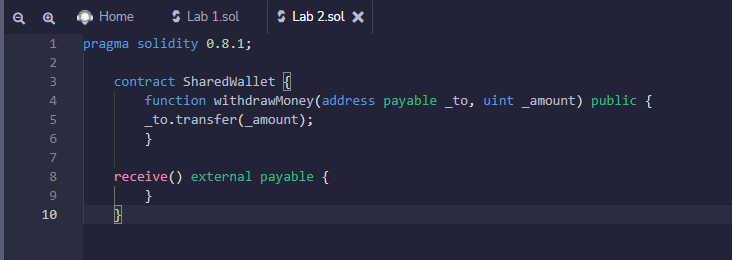 Home Lab 1.sol Lab 2.sol
1 pragma solidity 0.8.1;
2
3 contract SharedWallet {
4 function withdrawMoney(address payable _to, uint _amount) public {
5 _to.transfer(_amount);
6 }
7
8 receive() external payable {
9 }
10 }